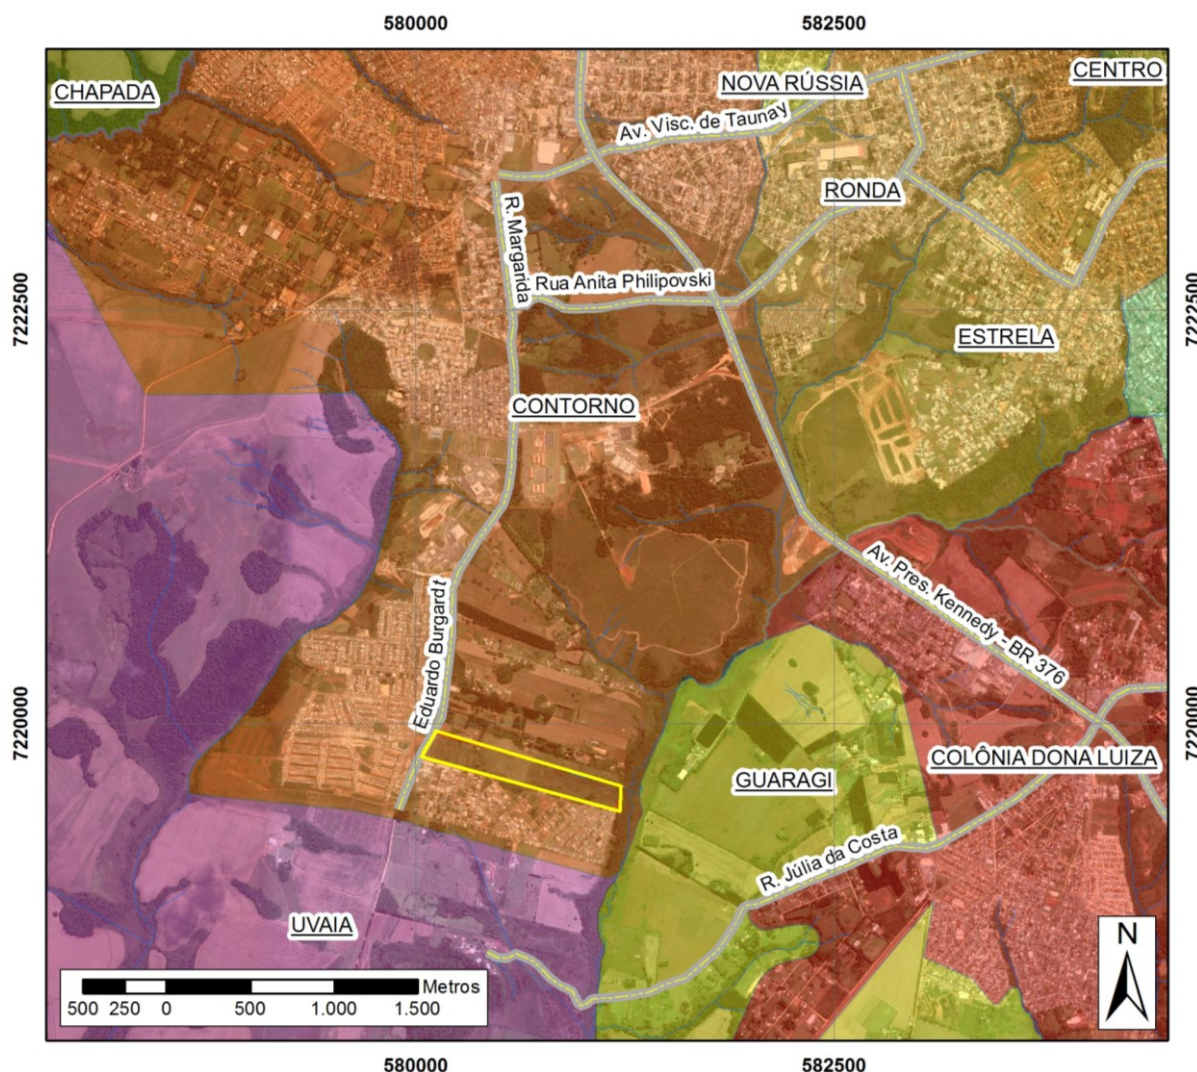 580000
582500
CHAPADA
NOVA RÚSSIA
CENTRO
Av. Visc. de Taunay
RONDA
R. Margarida
Rua Anita Philipovski
7222500
7222500
ESTRELA
CONTORNO
Eduardo Burgardt
Av. Pres. Kennedy - BR 376
7220000
7220000
COLÔNIA DONA LUIZA
GUARAGI
R. Júlia da Costa
UVAIA
N
Metros
500 250 0 500 1.000 1.500
580000
582500